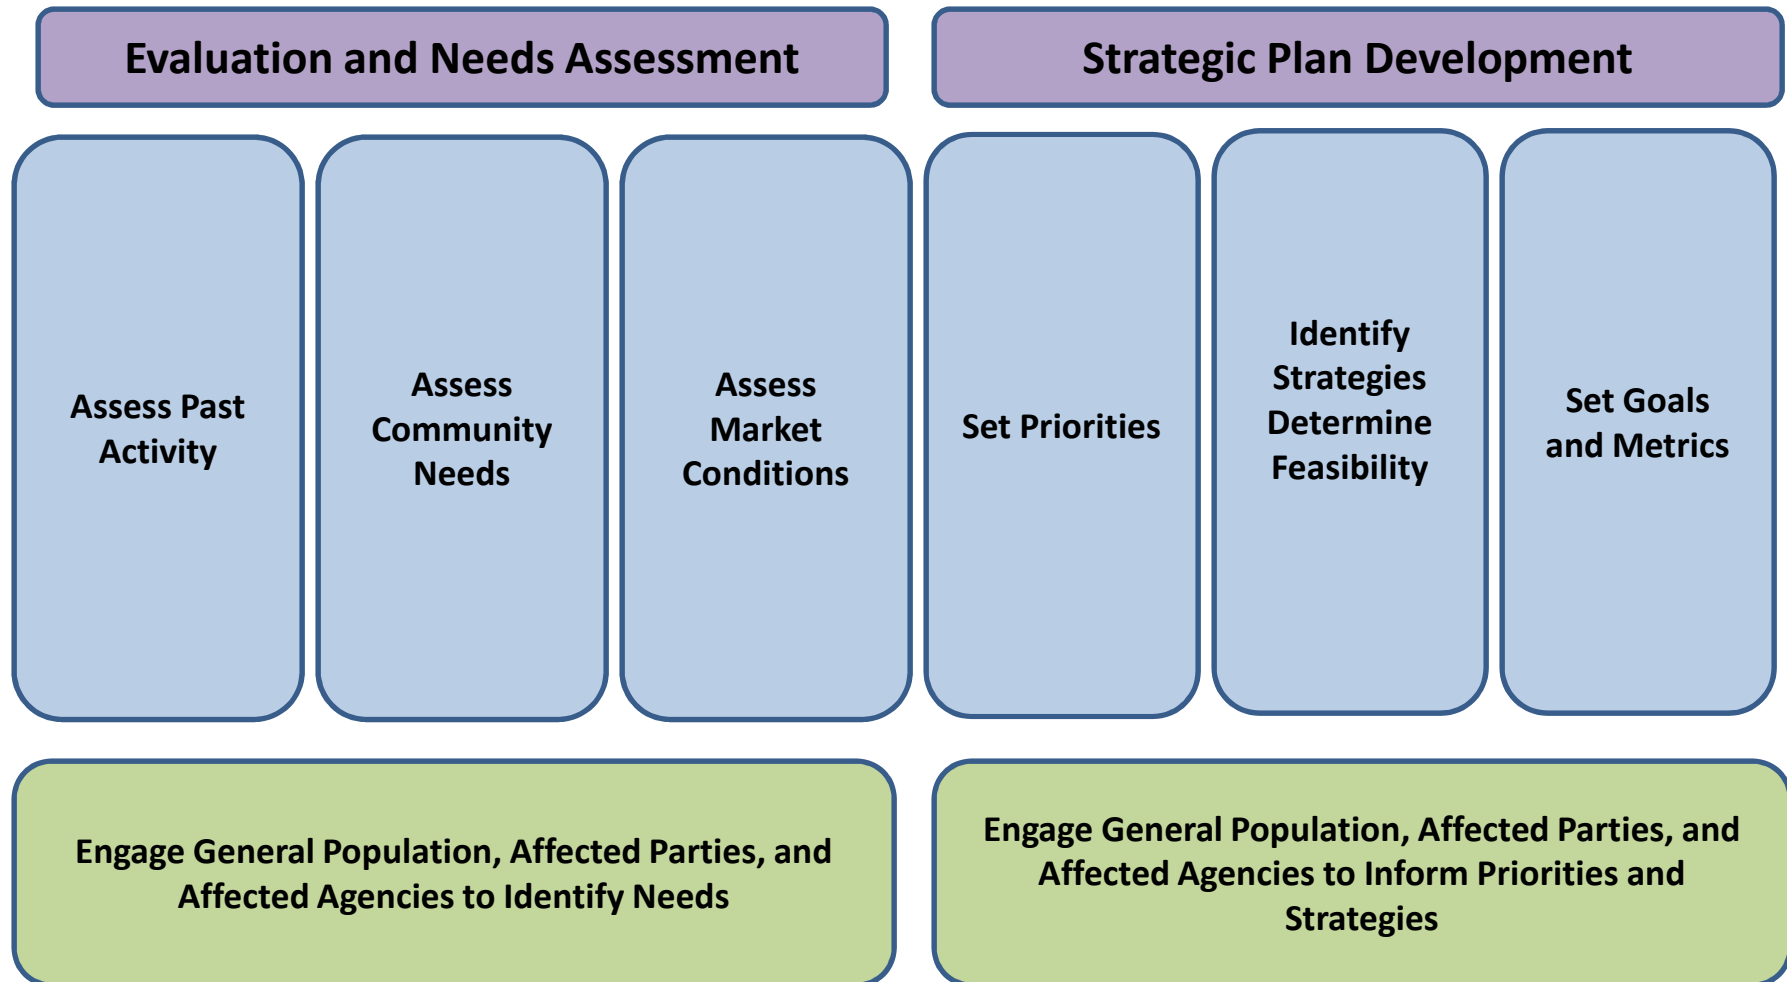 Evaluation and Needs Assessment
Strategic Plan Development
Assess Past
Activity
Assess
Community
Needs
Assess
Market
Conditions
Set Priorities
Identify
Strategies
Determine
Feasibility
Set Goals
and Metrics
Engage General Population, Affected Parties, and
Affected Agencies to Identify Needs
Engage General Population, Affected Parties, and
Affected Agencies to Inform Priorities and
Strategies